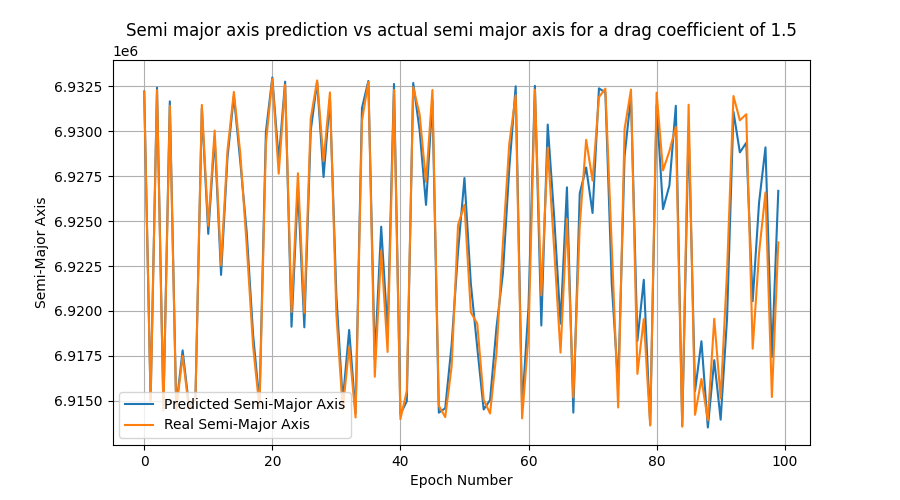 Semi major axis prediction vs actual semi major axis for a drag coefficient of 1.5
1e6
6.9325
6.9300
6.9275
6.9250
6.9225
6.9200
6.9175
6.9150
Semi-Major Axis
Predicted Semi-Major Axis
Real Semi-Major Axis
0 20 40 60 80 100
Epoch Number